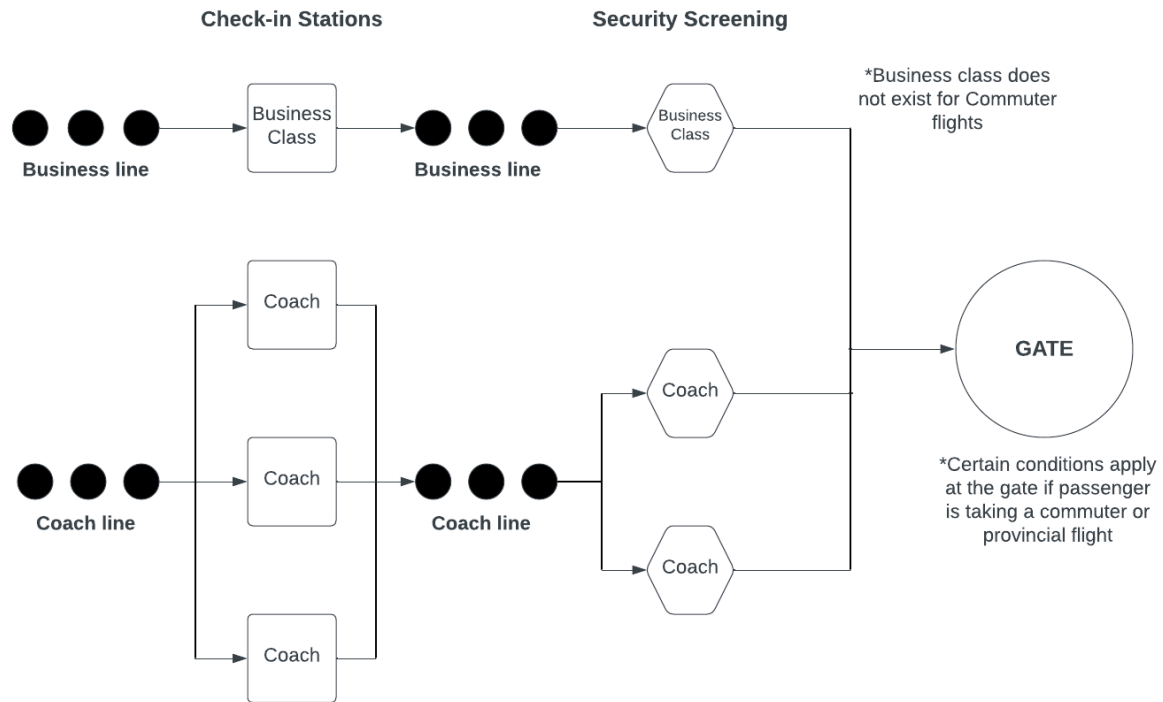 Check-in Stations
Security Screening
*Business class does
not exist for Commuter
flights
Business
Class
Business
Class
Business line
Business line
Coach
GATE
Coach
Coach
Coach line
Coach line
*Certain conditions apply
at the gate if passenger
is taking a commuter or
provincial flight
Coach
Coach